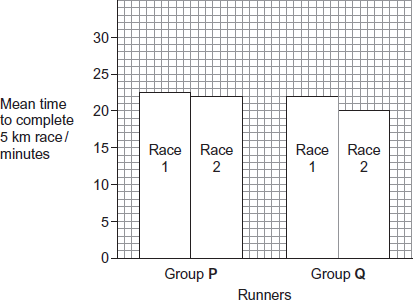 30
25
20
15
10
5
0
Mean time
to complete
5 km race/
minutes
Race
1
Race
2
Race
1
Race
2
Group P
Group Q
Runners